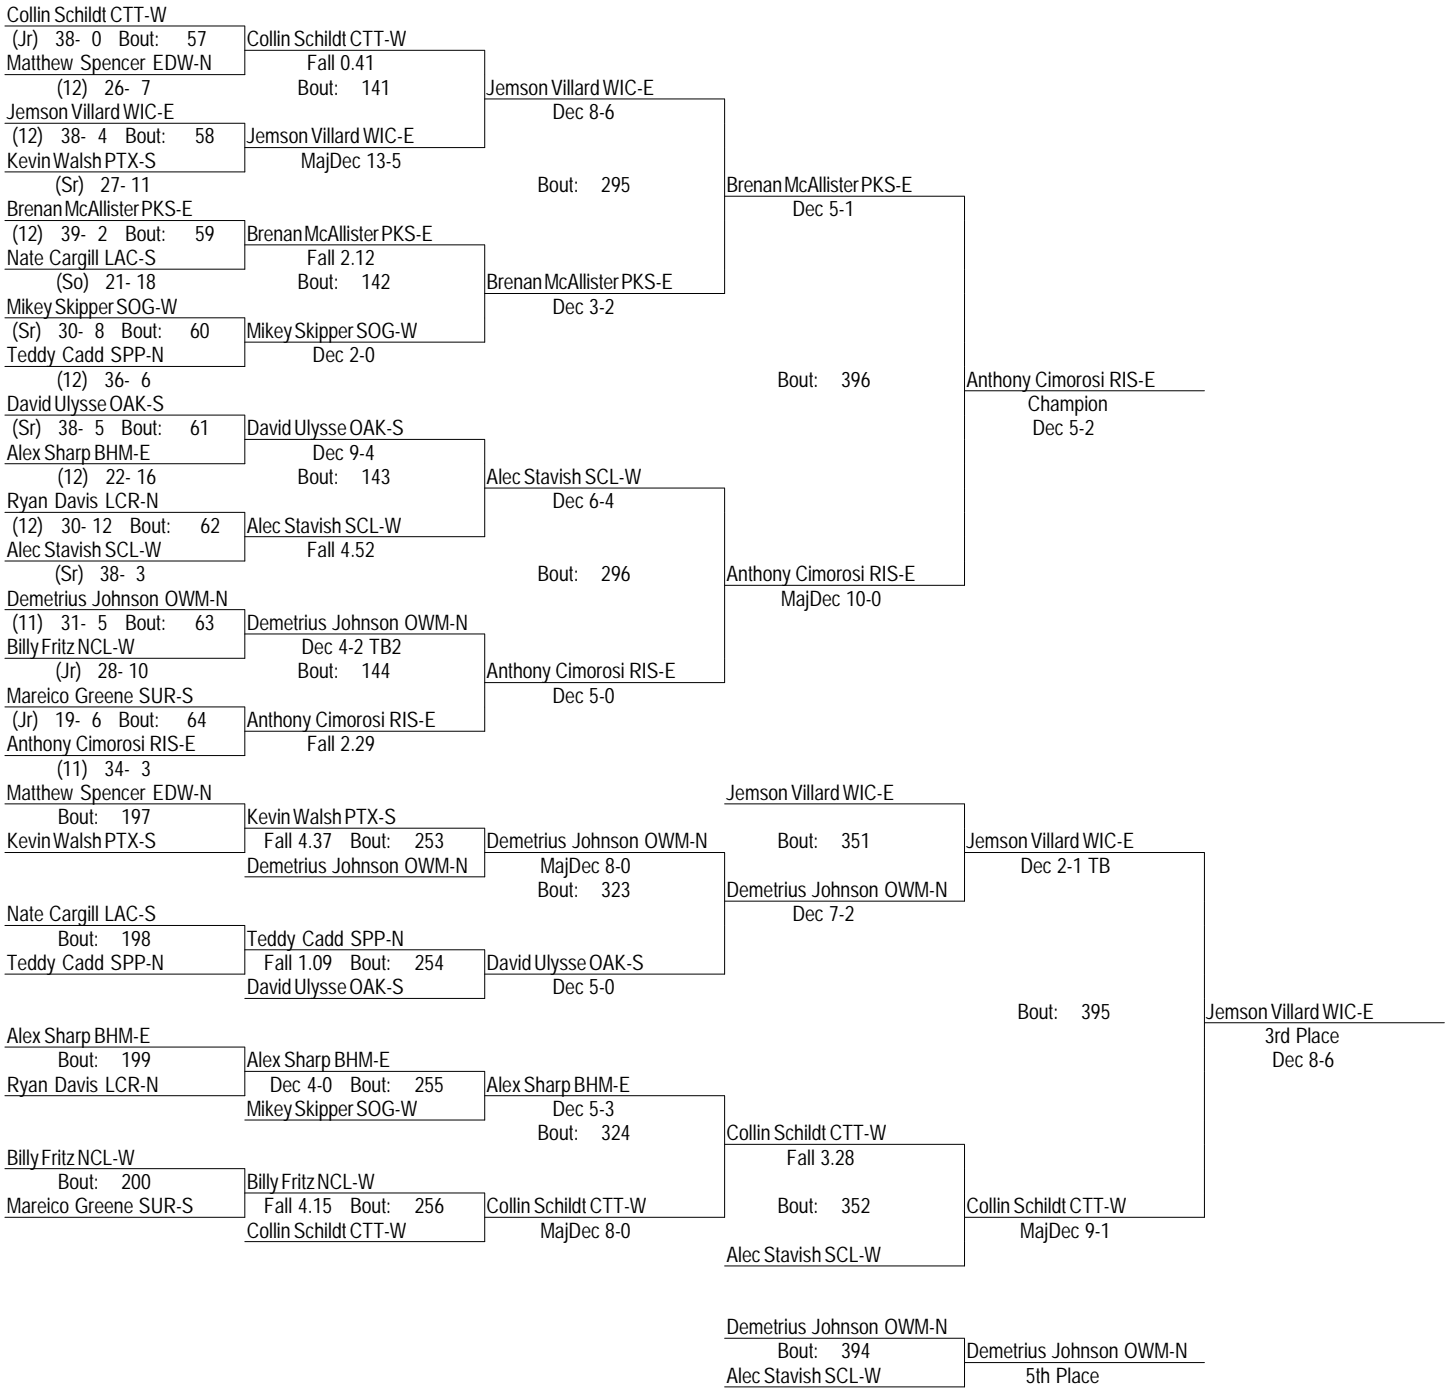 Collin Schildt CTT-W
(Jr) 38- 0 Bout: 57 Collin Schildt CTT-W
Matthew Spencer EDW-N Fall 0.41
(12) 26- 7 Bout: 141 Jemson Villard WIC-E
Jemson Villard WIC-E Dec 8-6
(12) 38- 4 Bout: 58 Jemson Villard WIC-E
Kevin Walsh PTX-S MajDec 13-5
(Sr) 27- 11 Bout: 295 Brenan McAllister PKS-E
Brenan McAllister PKS-E Dec 5-1
(12) 39- 2 Bout: 59 Brenan McAllister PKS-E
Nate Cargill LAC-S Fall 2.12
(So) 21- 18 Bout: 142 Brenan McAllister PKS-E
Mikey Skipper SOG-W Dec 3-2
(Sr) 30- 8 Bout: 60 Mikey Skipper SOG-W
Teddy Cadd SPP-N Dec 2-0
(12) 36- 6 Bout: 396 Anthony Cimorosi RIS-E
David Ulysse OAK-S Champion
(Sr) 38- 5 Bout: 61 David Ulysse OAK-S Dec 5-2
Alex Sharp BHM-E Dec 9-4
(12) 22- 16 Bout: 143 Alec Stavish SCL-W
Ryan Davis LCR-N Dec 6-4
(12) 30- 12 Bout: 62 Alec Stavish SCL-W
Alec Stavish SCL-W Fall 4.52
(Sr) 38- 3 Bout: 296 Anthony Cimorosi RIS-E
Demetrius Johnson OWM-N MajDec 10-0
(11) 31- 5 Bout: 63 Demetrius Johnson OWM-N
Billy Fritz NCL-W Dec 4-2 TB2
(Jr) 28- 10 Bout: 144 Anthony Cimorosi RIS-E
Mareico Greene SUR-S Dec 5-0
(Jr) 19- 6 Bout: 64 Anthony Cimorosi RIS-E
Anthony Cimorosi RIS-E Fall 2.29
(11) 34- 3
Matthew Spencer EDW-N Jemson Villard WIC-E
Bout: 197 Kevin Walsh PTX-S
Kevin Walsh PTX-S Fall 4.37 Bout: 253 Demetrius Johnson OWM-N Bout: 351 Jemson Villard WIC-E
Demetrius Johnson OWM-N MajDec 8-0 Dec 2-1 TB
Bout: 323 Demetrius Johnson OWM-N
Nate Cargill LAC-S Dec 7-2
Bout: 198 Teddy Cadd SPP-N
Teddy Cadd SPP-N Fall 1.09 Bout: 254 David Ulysse OAK-S
David Ulysse OAK-S Dec 5-0
Bout: 395 Jemson Villard WIC-E
Alex Sharp BHM-E 3rd Place
Bout: 199 Alex Sharp BHM-E Dec 8-6
Ryan Davis LCR-N Dec 4-0 Bout: 255 Alex Sharp BHM-E
Mikey Skipper SOG-W Dec 5-3
Bout: 324 Collin Schildt CTT-W
Billy Fritz NCL-W Fall 3.28
Bout: 200 Billy Fritz NCL-W
Mareico Greene SUR-S Fall 4.15 Bout: 256 Collin Schildt CTT-W Bout: 352 Collin Schildt CTT-W
Collin Schildt CTT-W MajDec 8-0 MajDec 9-1
Alec Stavish SCL-W
Demetrius Johnson OWM-N
Bout: 394 Demetrius Johnson OWM-N
Alec Stavish SCL-W 5th Place